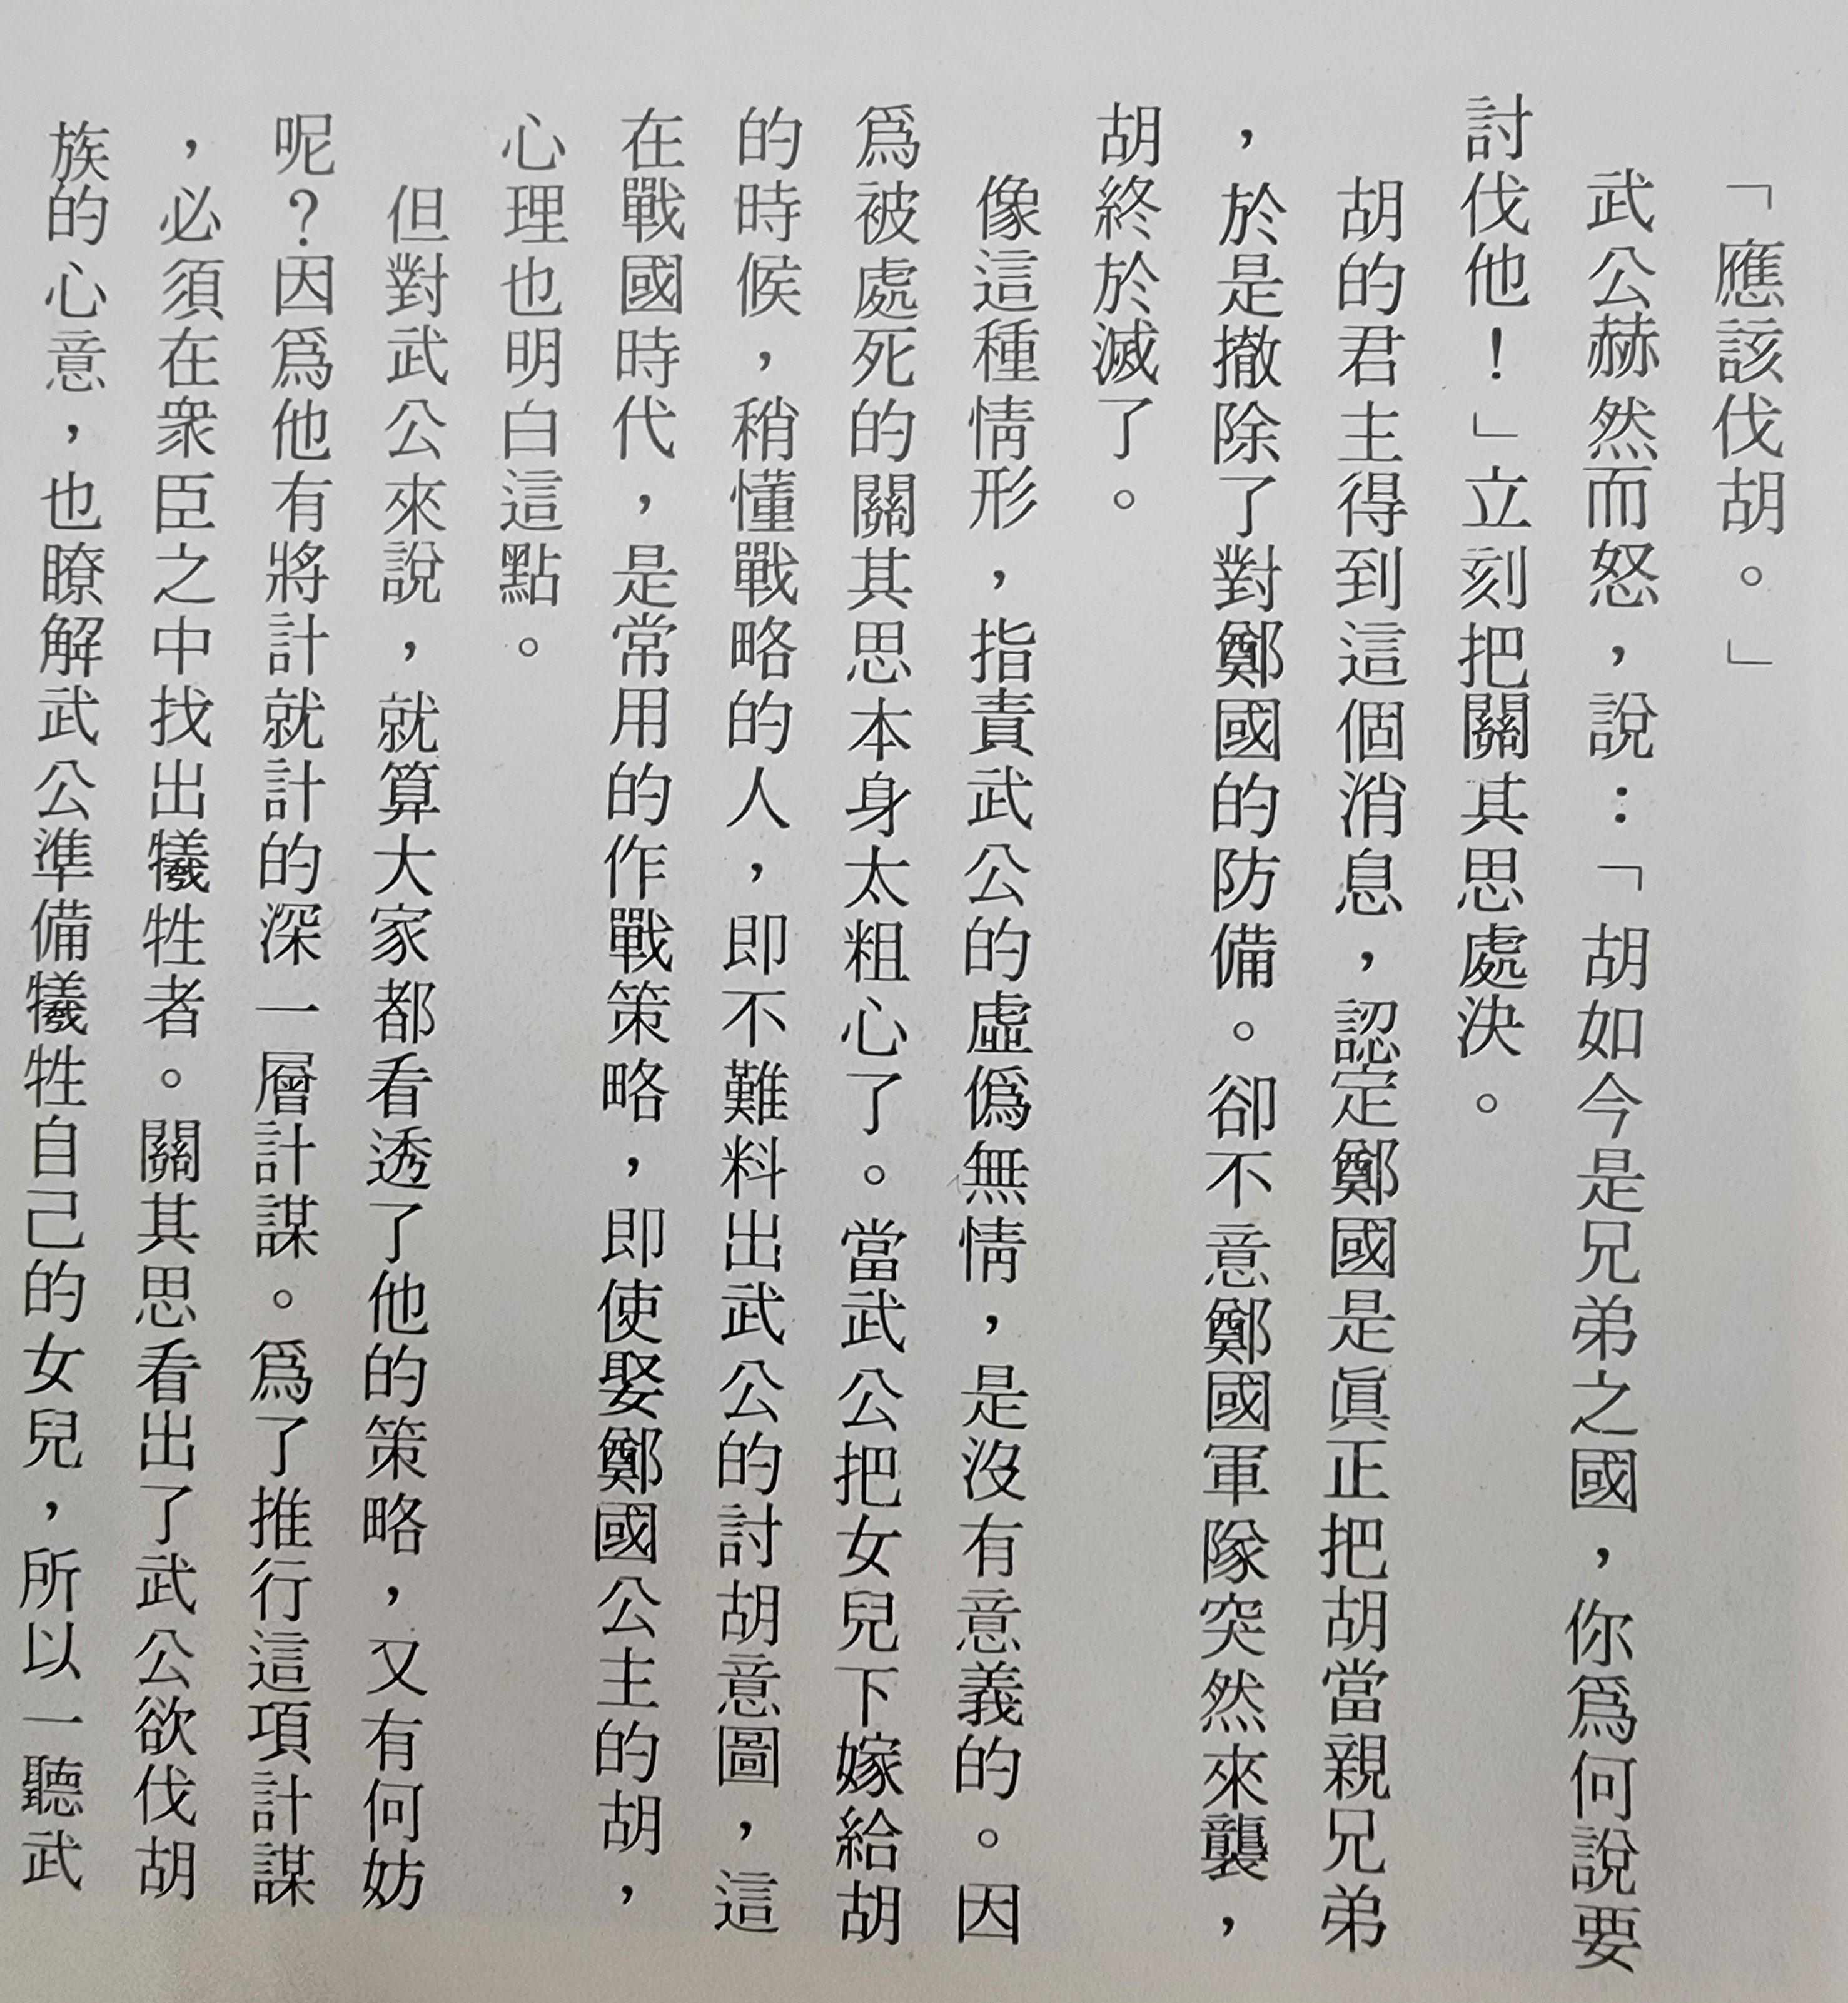 「應該伐胡。」
武公赫然而怒，說：「胡如今是兄弟之國，你爲何說要
討伐他！」立刻把關其思處決。
胡的君主得到這個消息，認定鄭國是眞正把胡當親兄弟
，於是撤除了對鄭國的防備。卻不意鄭國軍隊突然來襲，
胡終於滅了。
像這種情形，指責武公的虛僞無情，是沒有意義的。因
爲被處死的關其思本身太粗心了。當武公把女兒下嫁給胡
的時候，稍懂戰略的人，即不難料出武公的討胡意圖，這
在戰國時代，是常用的作戰策略，即使娶鄭國公主的胡，
心理也明白這點。
但對武公來說，就算大家都看透了他的策略，又有何妨
呢？因爲他有將計就計的深一層計謀。爲了推行這項計謀
，必須在衆臣之中找出犧牲者。關其思看出了武公欲伐胡
族的心意，也瞭解武公準備犧牲自己的女兒，所以一聽武